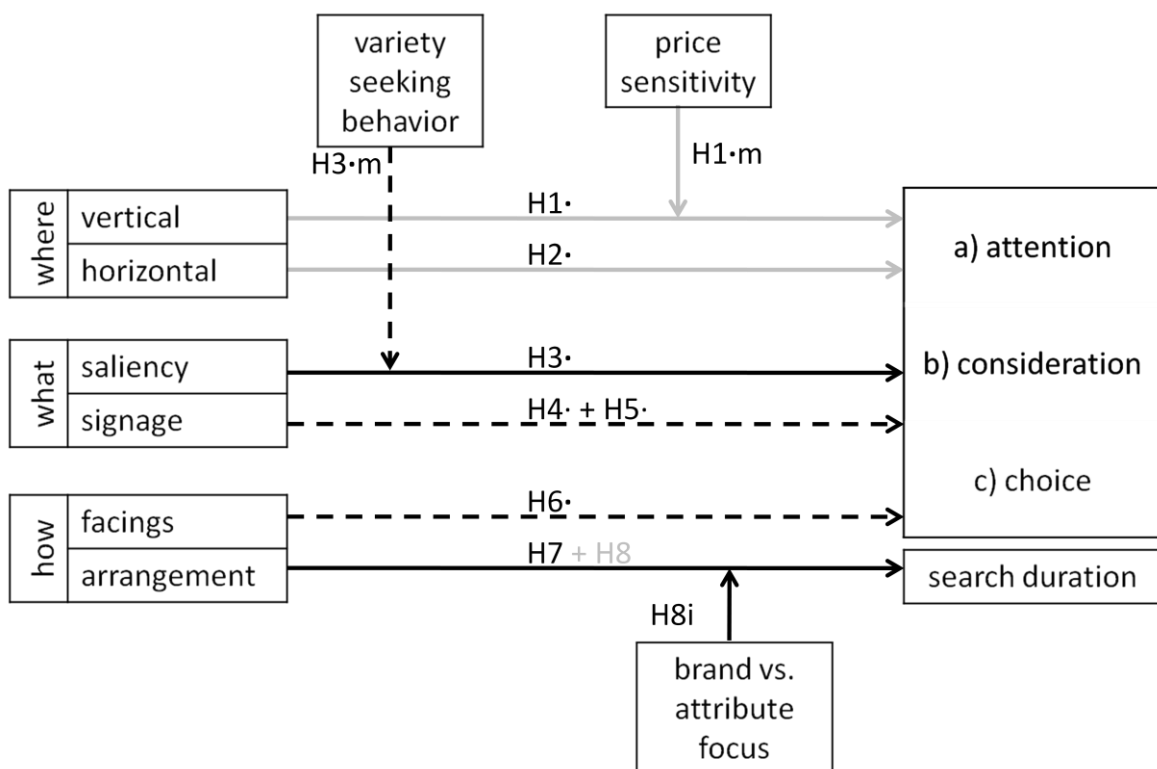 variety
seeking
behavior
price
sensitivity
H3•m
H1•m
where
vertical
H1•
horizontal
H2•
a) attention
what
saliency
H3•
b) consideration
signage
H4· + H5·
c) choice
how
facings
H6•
arrangement
H7 + H8
search duration
H8i
brand vs.
attribute
focus